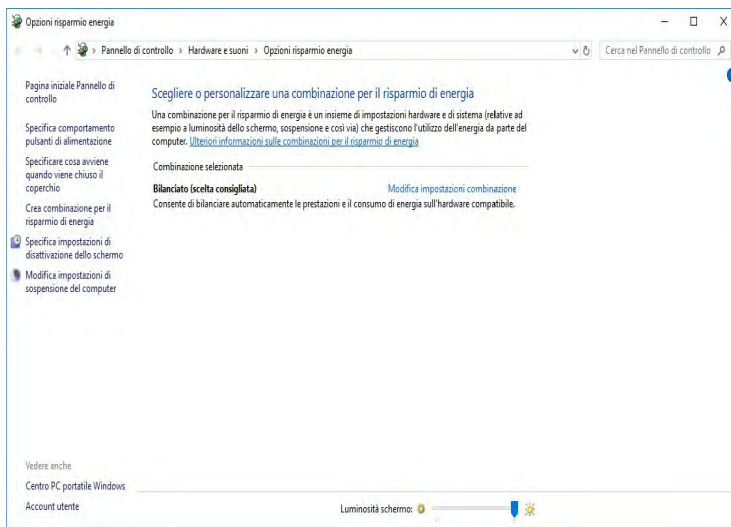 Opzioni risparmio energia
Pannello di controllo > Hardware e suoni > Opzioni risparmio energia
Cerca nel Pannello di controllo
Pagina iniziale Pannello di
controllo
Specifica comportamento
pulsanti di alimentazione
Specificare cosa avviene
quando viene chiuso il
coperchio
Crea combinazione per il
risparmio di energia
Specifica impostazioni di
disattivazione dello schermo
Modifica impostazioni di
sospensione del computer
Scegliere o personalizzare una combinazione per il risparmio di energia
Una combinazione per il risparmio di energia è un insieme di impostazioni hardware e di sistema (relative ad
esempio a luminosità dello schermo, sospensione e così via) che gestiscono l'utilizzo dell'energia da parte del
computer. Ulteriori informazioni sulle combinazioni per il risparmio di energia
Combinazione selezionata
Bilanciato (scelta consigliata) Modifica impostazioni combinazione
Consente di bilanciare automaticamente le prestazioni e il consumo di energia sull'hardware compatibile.
Vedere anche
Centro PC portatile Windows
Account utente
Luminosità schermo: